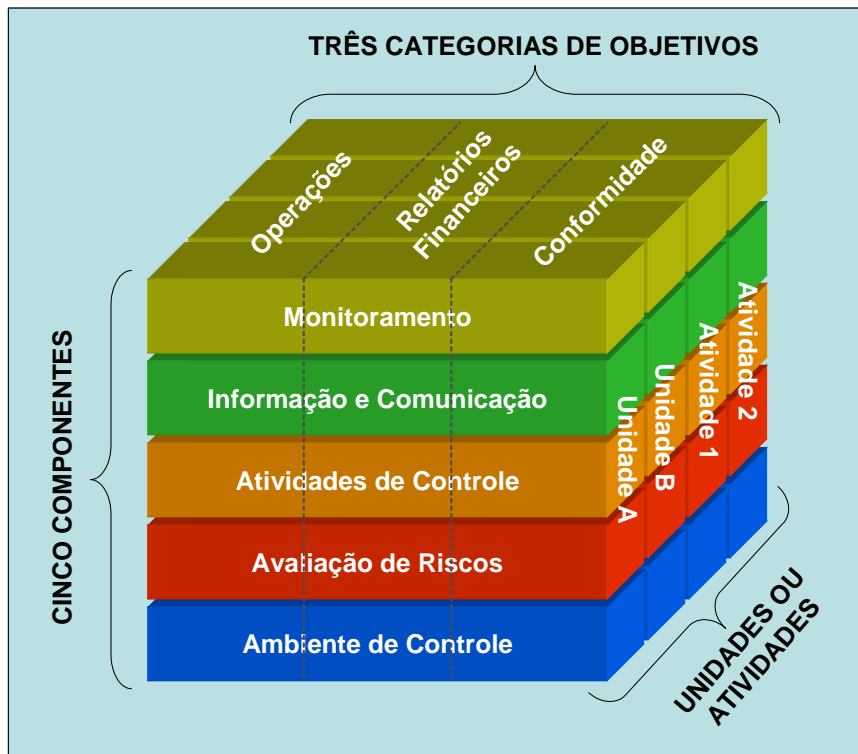 TRÊS CATEGORIAS DE OBJETIVOS
Operações
Relatórios
Financeiros
Conformidade
CINCO COMPONENTES
Monitoramento
Informação e Comunicação
Atividades de Controle
Avaliação de Riscos
Ambiente de Controle
Unidade A
Unidade B
Atividade 1
Atividade 2
UNIDADES OU
ATIVIDADES